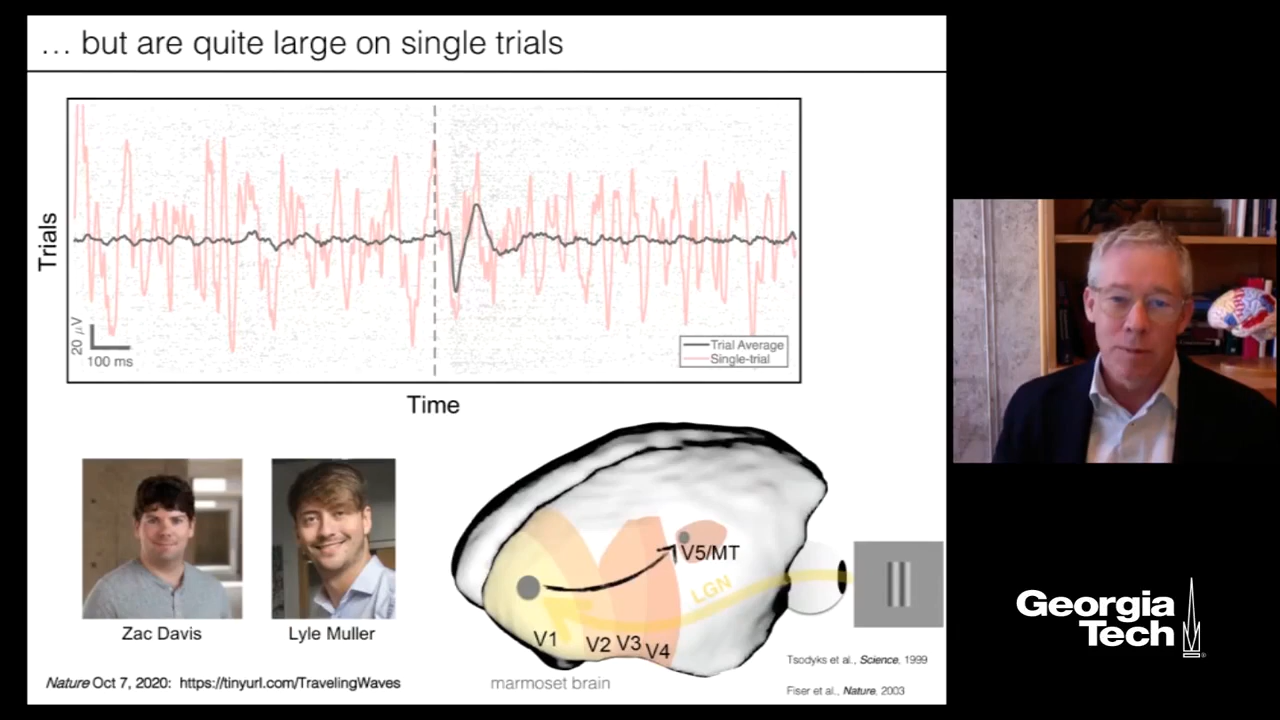 … but are quite large on single trials
Trials
20 μV
100 ms
Trial Average
Single-trial
Time
Zac Davis
Lyle Muller
V1
V2 V3 V4
V5/MT
LGN
marmoset brain
Nature Oct 7, 2020: https://tinyurl.com/TravelingWaves
Tsodyks et al., Science, 1999
Fiser et al., Nature, 2003
Georgia
Tech